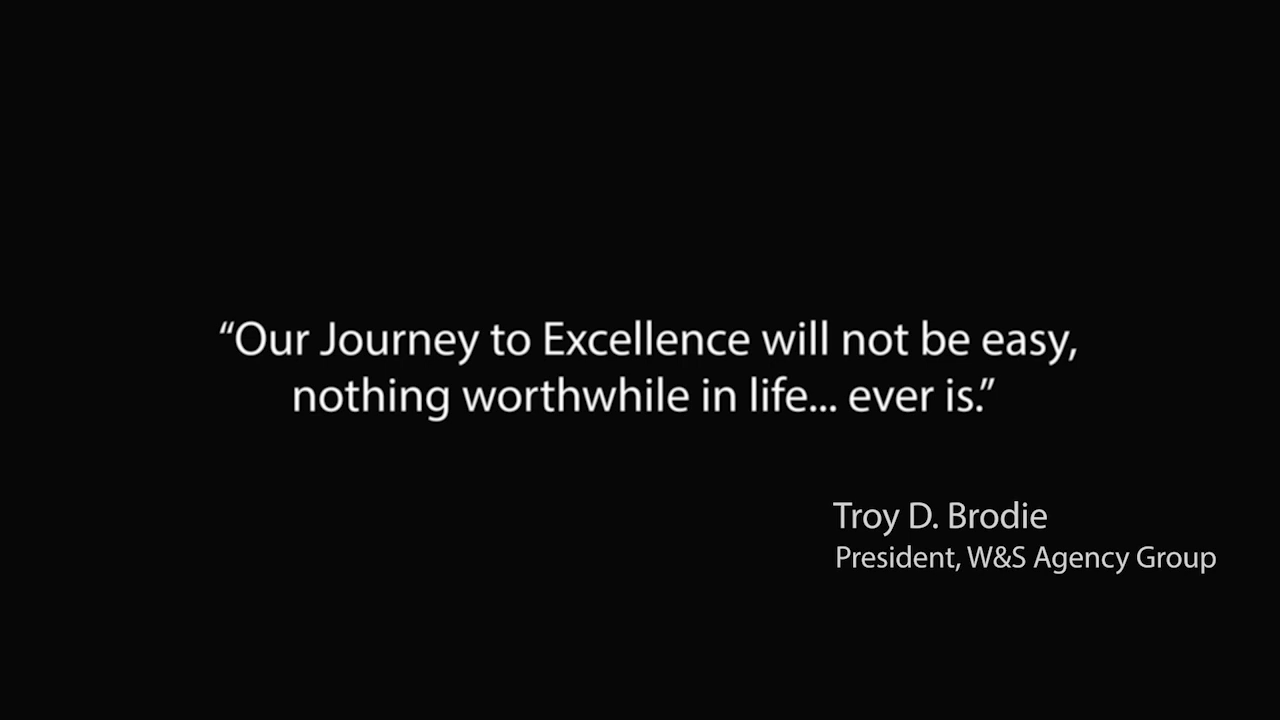 “Our Journey to Excellence will not be easy,
nothing worthwhile in life... ever is.”
Troy D. Brodie
President, W&S Agency Group